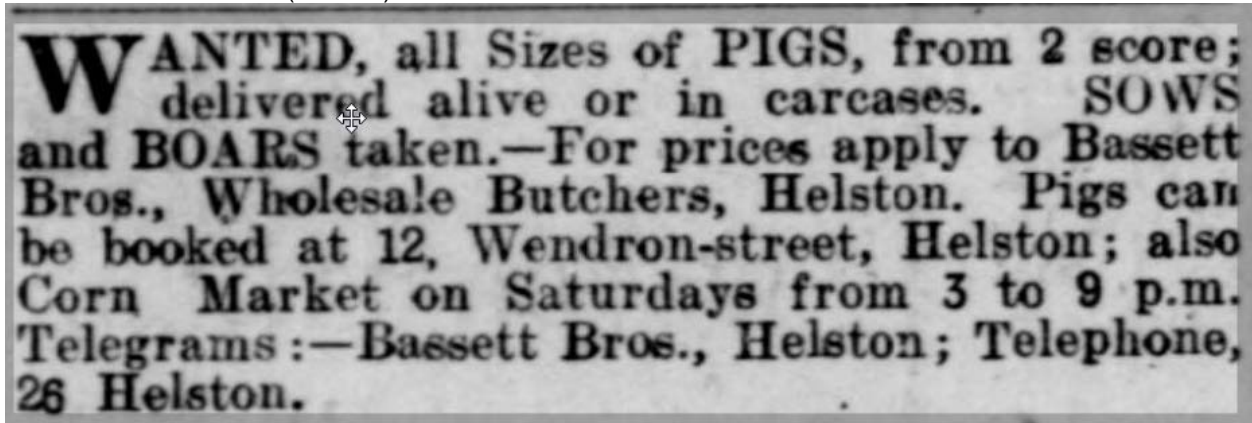 WANTED, all Sizes of PIGS, from 2 score;
delivered alive or in carcases. SOWS
and BOARS taken.—For prices apply to Bassett
Bros., Wholesale Butchers, Helston. Pigs can
be booked at 12, Wendron-street, Helston; also
Corn Market on Saturdays from 3 to 9 p.m.
Telegrams:—Bassett Bros., Helston; Telephone,
26 Helston.